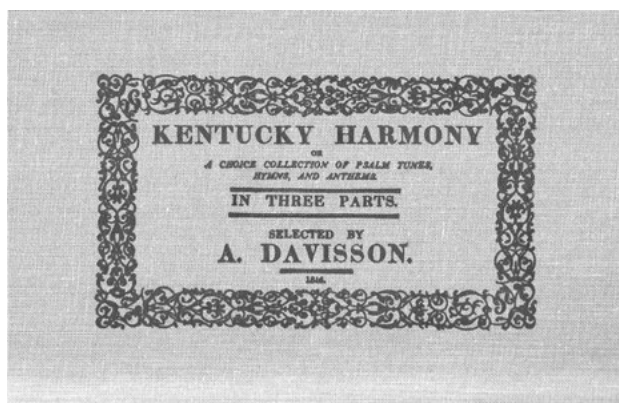 KENTUCKY HARMONY
OR
A CHOICE COLLECTION OF PSALM TUNES,
HYMNS, AND ANTHEMS.
IN THREE PARTS.
SELECTED BY
A. DAVISSON.